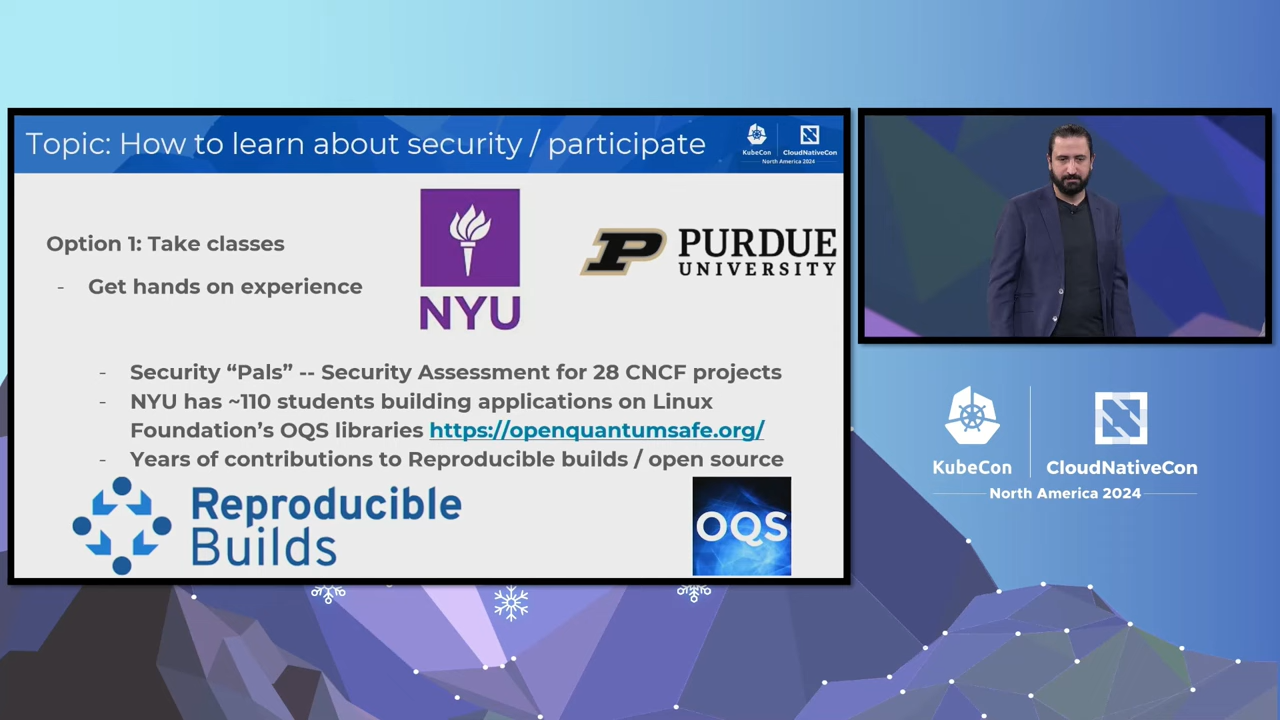 Topic: How to learn about security / participate
KubeCon
CloudNativeCon
North America 2024
Option 1: Take classes
- Get hands on experience
NYU
P PURDUE
UNIVERSITY
- Security “Pals” -- Security Assessment for 28 CNCF projects
- NYU has ~110 students building applications on Linux
Foundation’s OQS libraries https://openquantumsafe.org/
- Years of contributions to Reproducible builds / open source
Reproducible
Builds
OQS
KubeCon
CloudNativeCon
North America 2024